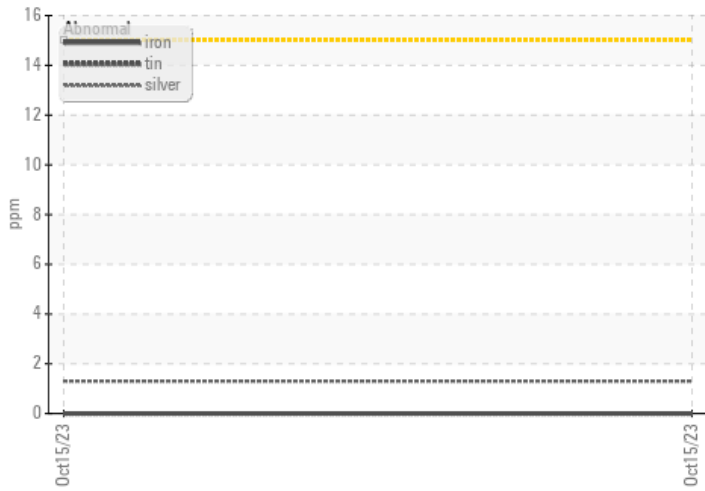 16
14
12
10
8
6
4
2
0
ppm
Abnormal
iron
tin
silver
Oct15/23
Oct15/23